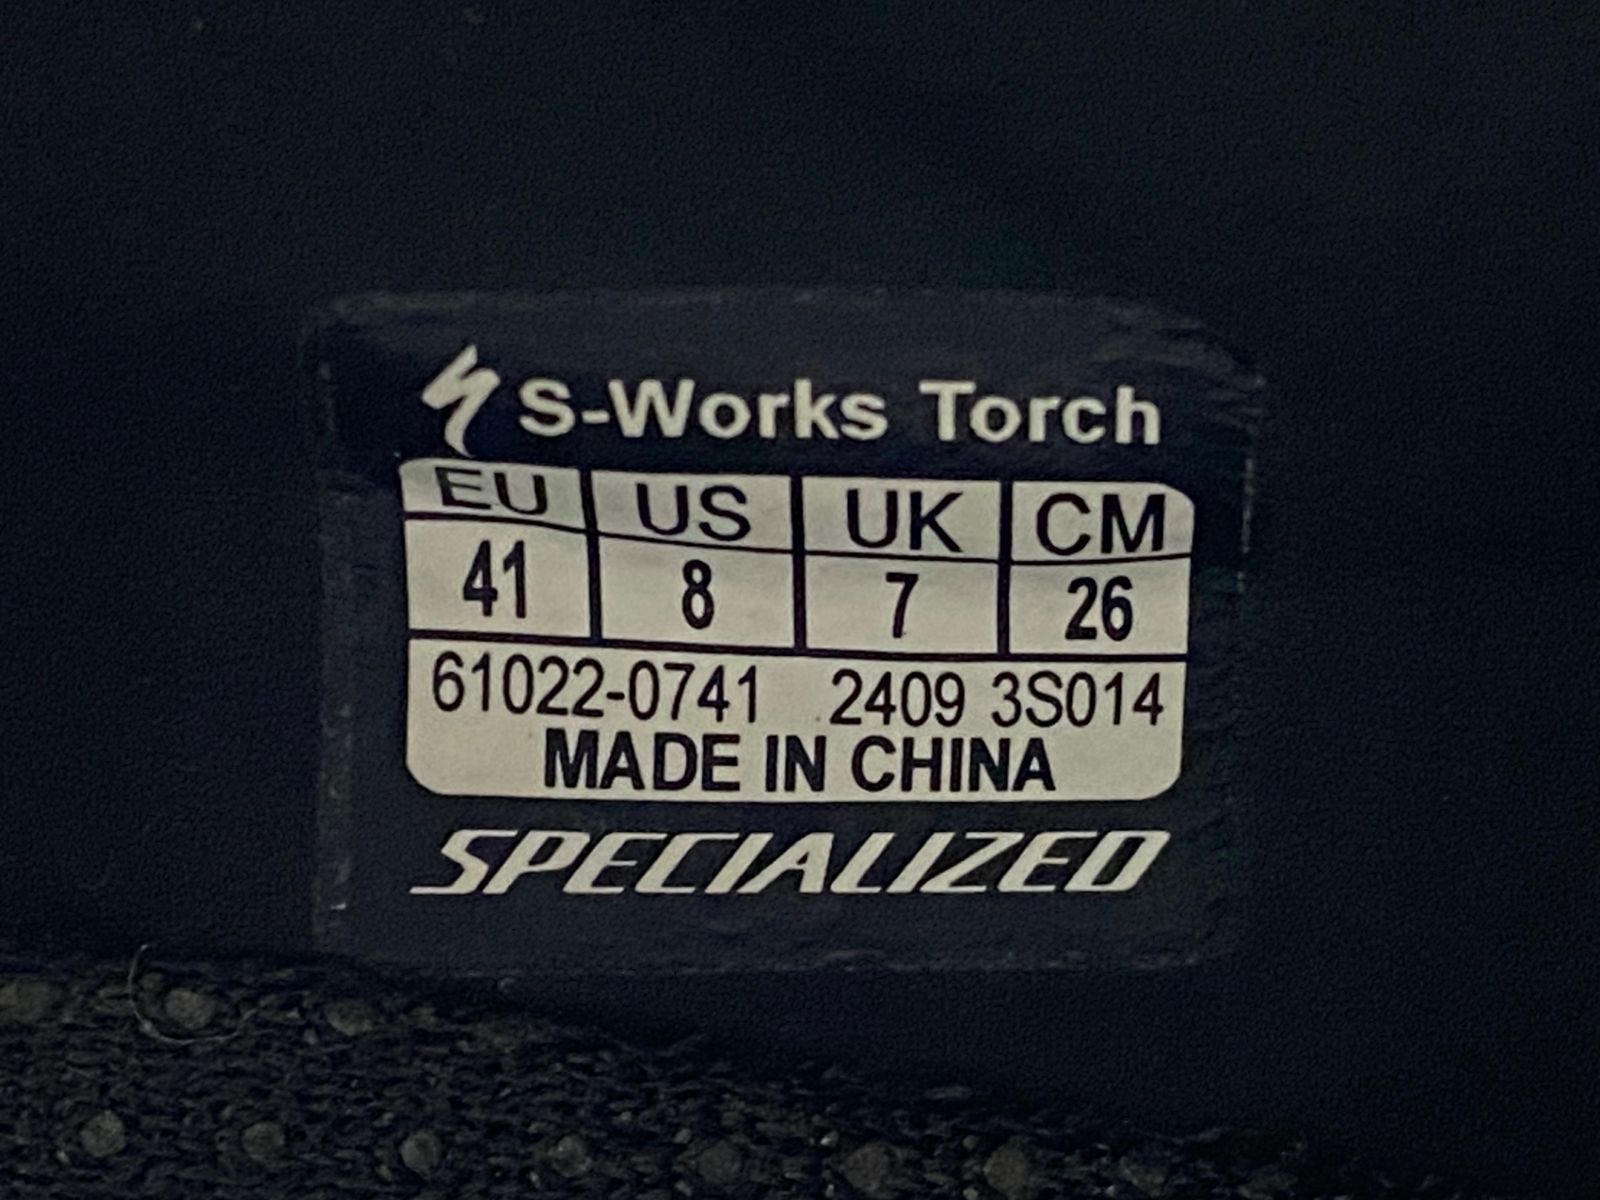 S-Works Torch
EU US UK CM
41 8 7 26
61022-0741 2409 3S014
MADE IN CHINA
SPECIALIZED